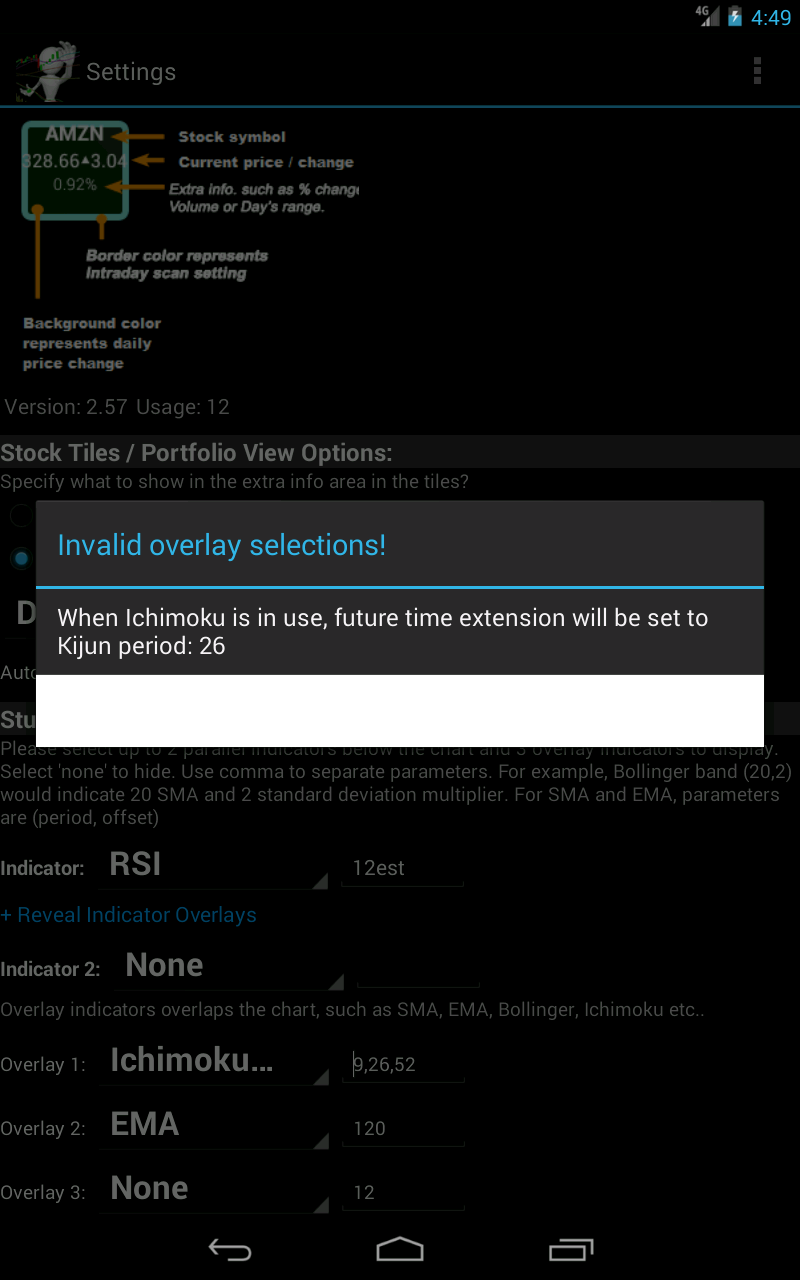 4G 4:49
Settings
AMZN
Stock symbol
328.66▲3.04
Current price / change
0.92%
Extra info. such as % change
Volume or Day's range.
Border color represents
Intraday scan setting
Background color
represents daily
price change
Version: 2.57 Usage: 12
Stock Tiles / Portfolio View Options:
Specify what to show in the extra info area in the tiles?
Invalid overlay selections!
When Ichimoku is in use, future time extension will be set to
Kijun period: 26
D
Auto
Stu
Please select up to 2 parallel indicators below the chart and 3 overlay indicators to display.
Select 'none' to hide. Use comma to separate parameters. For example, Bollinger band (20,2)
would indicate 20 SMA and 2 standard deviation multiplier. For SMA and EMA, parameters
are (period, offset)
Indicator: RSI 12est
+ Reveal Indicator Overlays
Indicator 2: None
Overlay indicators overlaps the chart, such as SMA, EMA, Bollinger, Ichimoku etc..
Overlay 1: Ichimoku... 9,26,52
Overlay 2: EMA 120
Overlay 3: None 12